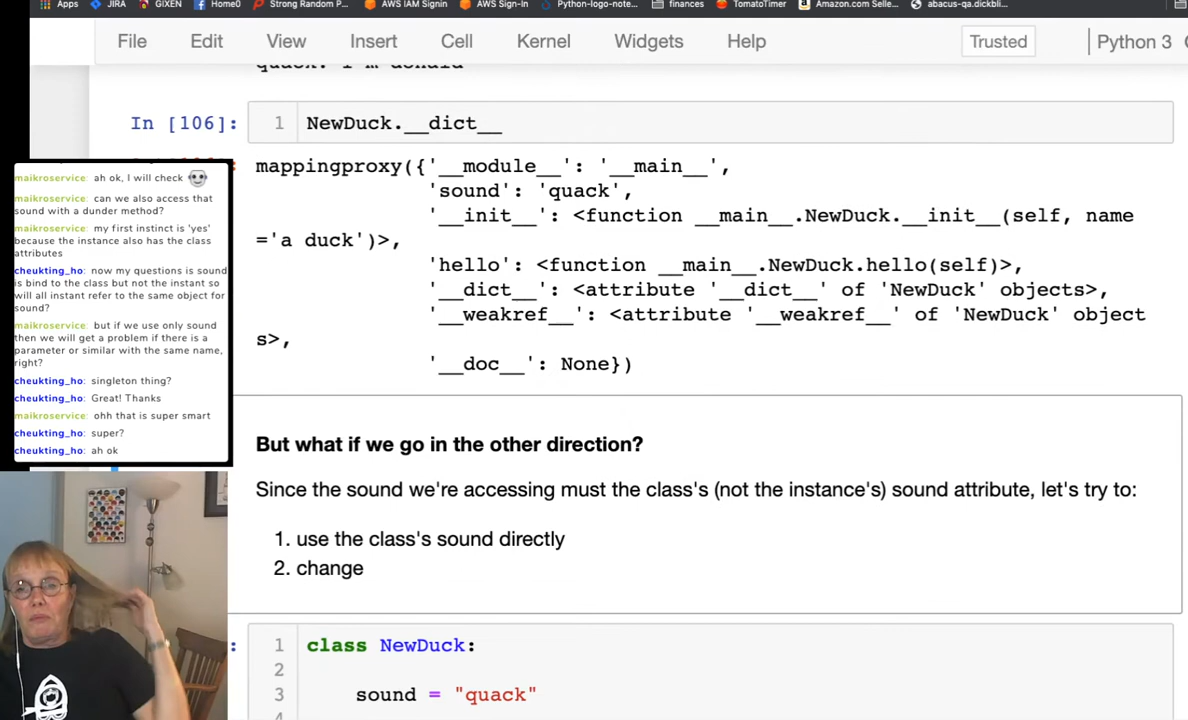 Apps JIRA GIXEN Home0 Strong Random P... AWS IAM Signin AWS Sign-In Python-logo-note... finances TomatoTimer Amazon.com Selle... abacus-qa.dickbli...
File Edit View Insert Cell Kernel Widgets Help Trusted Python 3
quack. I'm donald
In [106]: 1 NewDuck.__dict__
mappingproxy({'__module__': '__main__',
'sound': 'quack',
'__init__': <function __main__.NewDuck.__init__(self, name
='a duck')>,
'hello': <function __main__.NewDuck.hello(self)>,
'__dict__': <attribute '__dict__' of 'NewDuck' objects>,
'__weakref__': <attribute '__weakref__' of 'NewDuck' object
s>,
'__doc__': None})
maikroservice: ah ok, I will check
maikroservice: can we also access that
sound with a dunder method?
maikroservice: my first instinct is 'yes'
because the instance also has the class
attributes
cheukting_ho: now my questions is sound
is bind to the class but not the instant so
will all instant refer to the same object for
sound?
maikroservice: but if we use only sound
then we will get a problem if there is a
parameter or similar with the same name,
right?
cheukting_ho: singleton thing?
cheukting_ho: Great! Thanks
maikroservice: ohh that is super smart
cheukting_ho: super?
cheukting_ho: ah ok
But what if we go in the other direction?
Since the sound we're accessing must the class's (not the instance's) sound attribute, let's try to:
1. use the class's sound directly
2. change
: 1 class NewDuck:
2
3 sound = "quack"
4